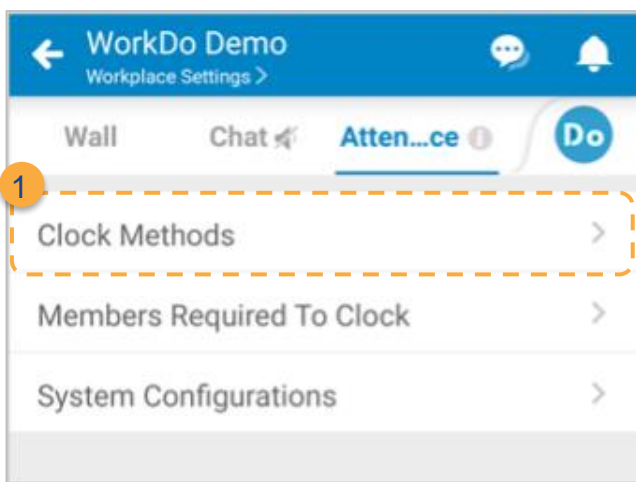 WorkDo Demo
Workplace Settings >
Wall Chat Atten...ce Do
1
Clock Methods
Members Required To Clock
System Configurations